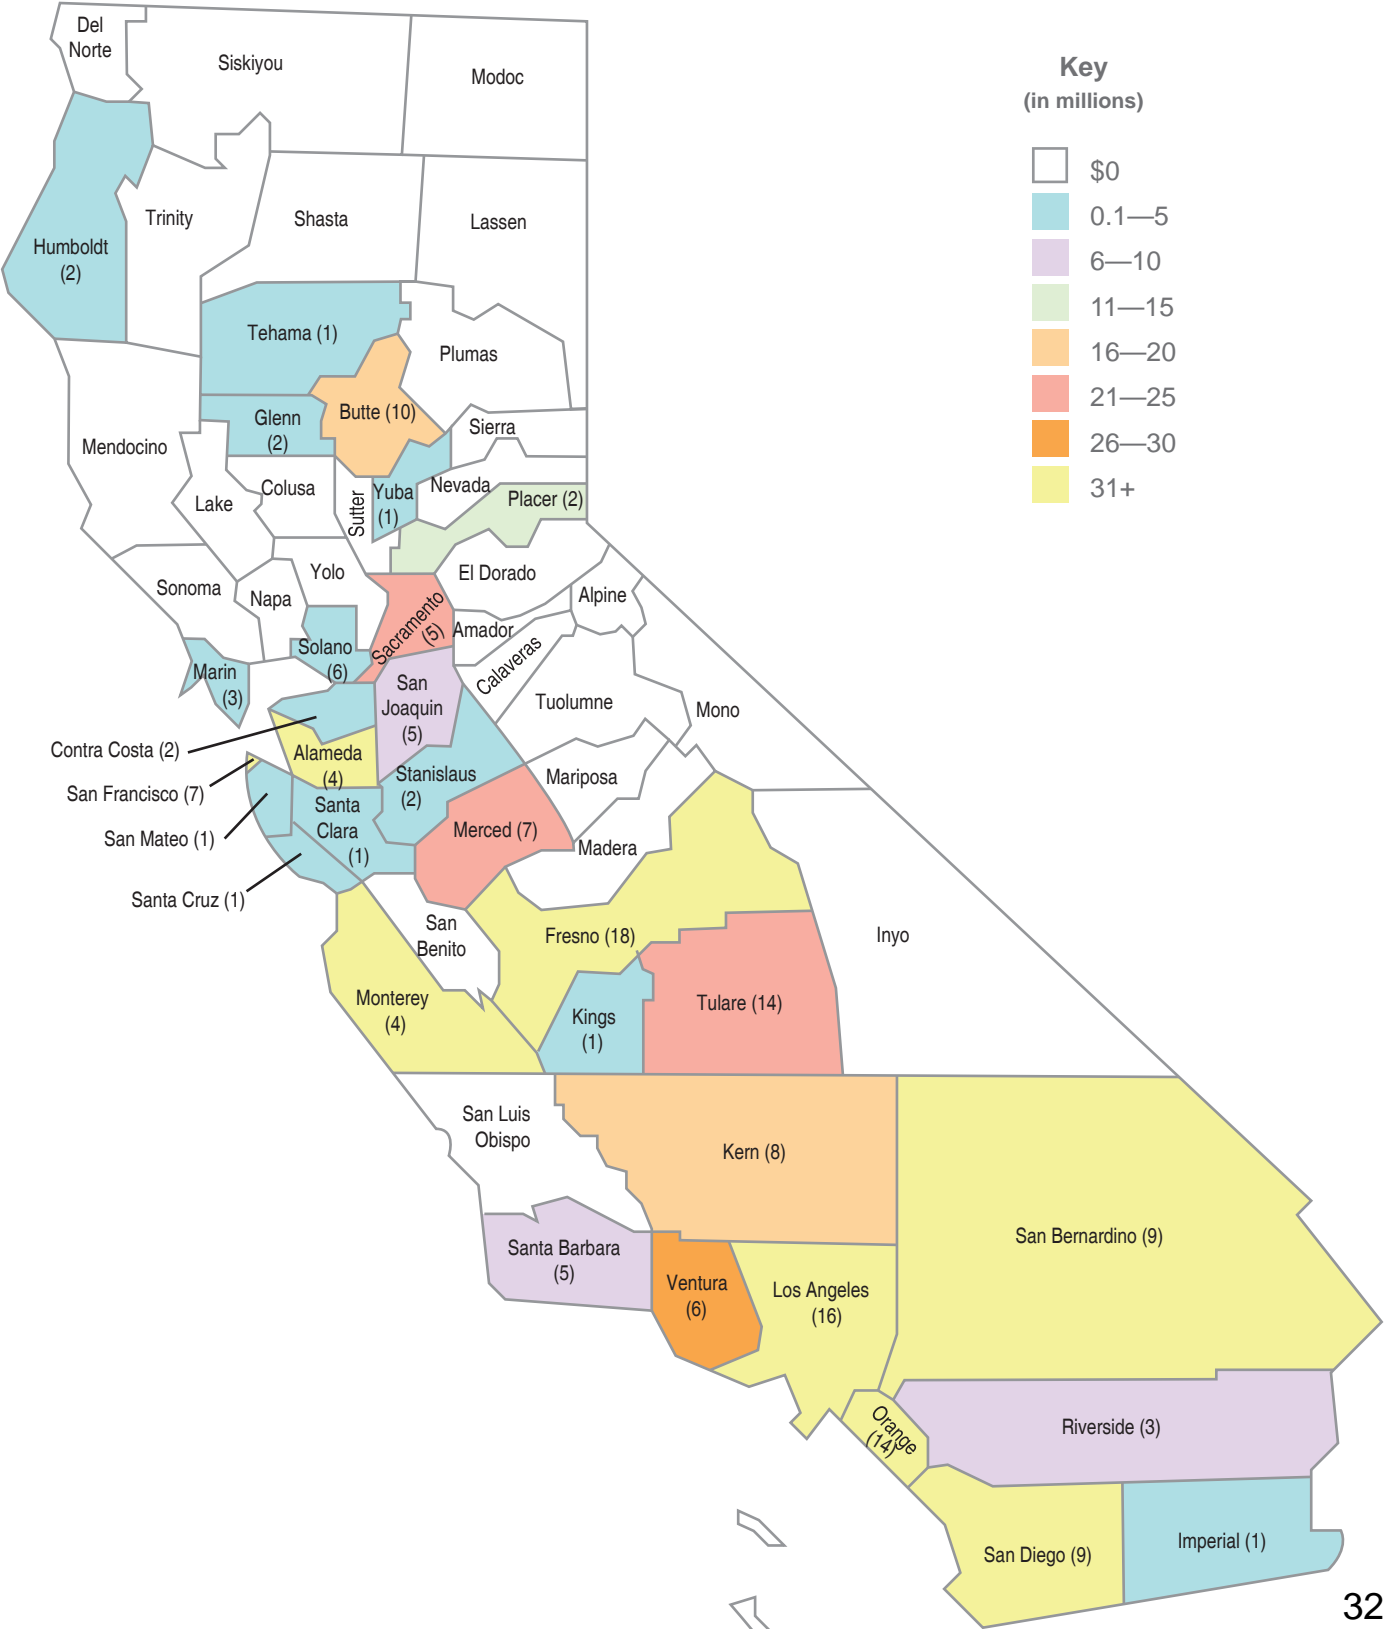 Del
Norte
Siskiyou
Modoc
Key
(in millions)
$0
0.1—5
6—10
11—15
16—20
21—25
26—30
31+
Humboldt
(2)
Trinity
Shasta
Lassen
Tehama (1)
Plumas
Butte (10)
Glenn
(2)
Sierra
Mendocino
Colusa
Lake
Sutter
Yuba
(1)
Nevada
Placer (2)
El Dorado
Yolo
Sonoma
Napa
Alpine
Sacramento
(5)
Amador
Solano
(6)
Calaveras
Marin
(3)
San
Joaquin
(5)
Tuolumne
Mono
Contra Costa (2)
Alameda
(4)
San Francisco (7)
Stanislaus
(2)
Mariposa
San Mateo (1)
Santa
Clara
(1)
Merced (7)
Madera
Santa Cruz (1)
San
Benito
Fresno (18)
Inyo
Monterey
(4)
Kings
(1)
Tulare (14)
San Luis
Obispo
Kern (8)
San Bernardino (9)
Santa Barbara
(5)
Ventura
(6)
Los Angeles
(16)
Orange
(14)
Riverside (3)
San Diego (9)
Imperial (1)
32